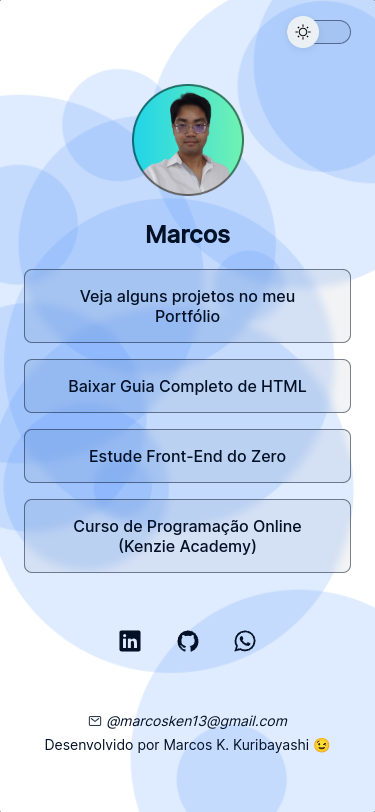 Marcos
Veja alguns projetos no meu
Portfólio
Baixar Guia Completo de HTML
Estude Front-End do Zero
Curso de Programação Online
(Kenzie Academy)
in
@marcosken13@gmail.com
Desenvolvido por Marcos K. Kuribayashi 😉